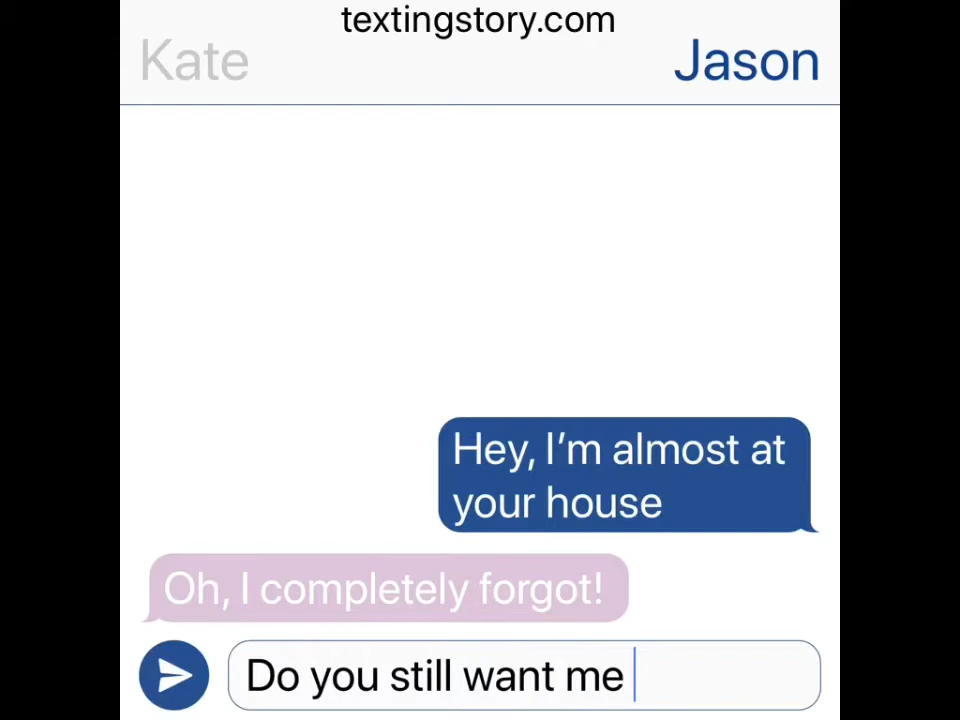 textingstory.com
Kate
Jason
Hey, I’m almost at
your house
Oh, I completely forgot!
Do you still want me